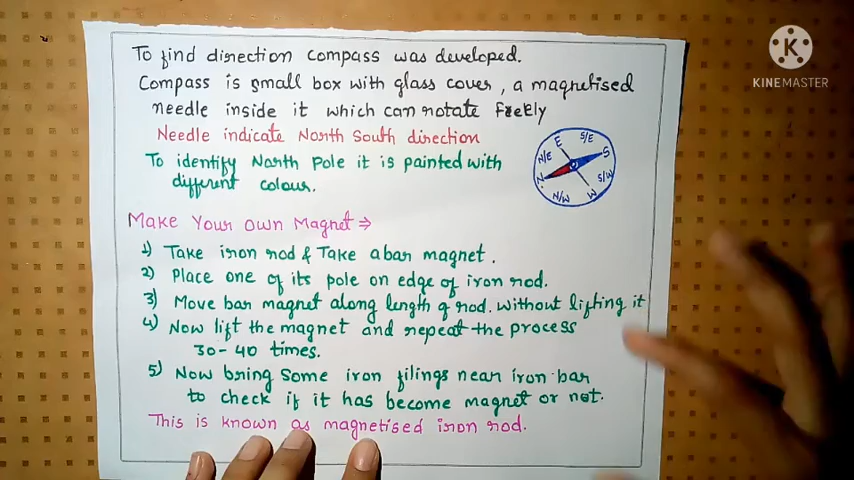 To find direction compass was developed.
Compass is small box with glass cover, a magnetised
needle inside it which can rotate freely
Needle indicate North South direction
To identify North Pole it is painted with
different colour.
E
S/E
N/E
S
N
S/W
N/W
W
Make Your own Magnet ⇒
1) Take iron rod & Take a bar magnet.
2) Place one of its pole on edge of iron rod.
3) Move bar magnet along length of rod. Without lifting it
4) Now lift the magnet and repeat the process
30-40 times.
5) Now bring some iron filings near iron bar
to check if it has become magnet or not.
This is known as magnetised iron rod.
K
KINEMASTER